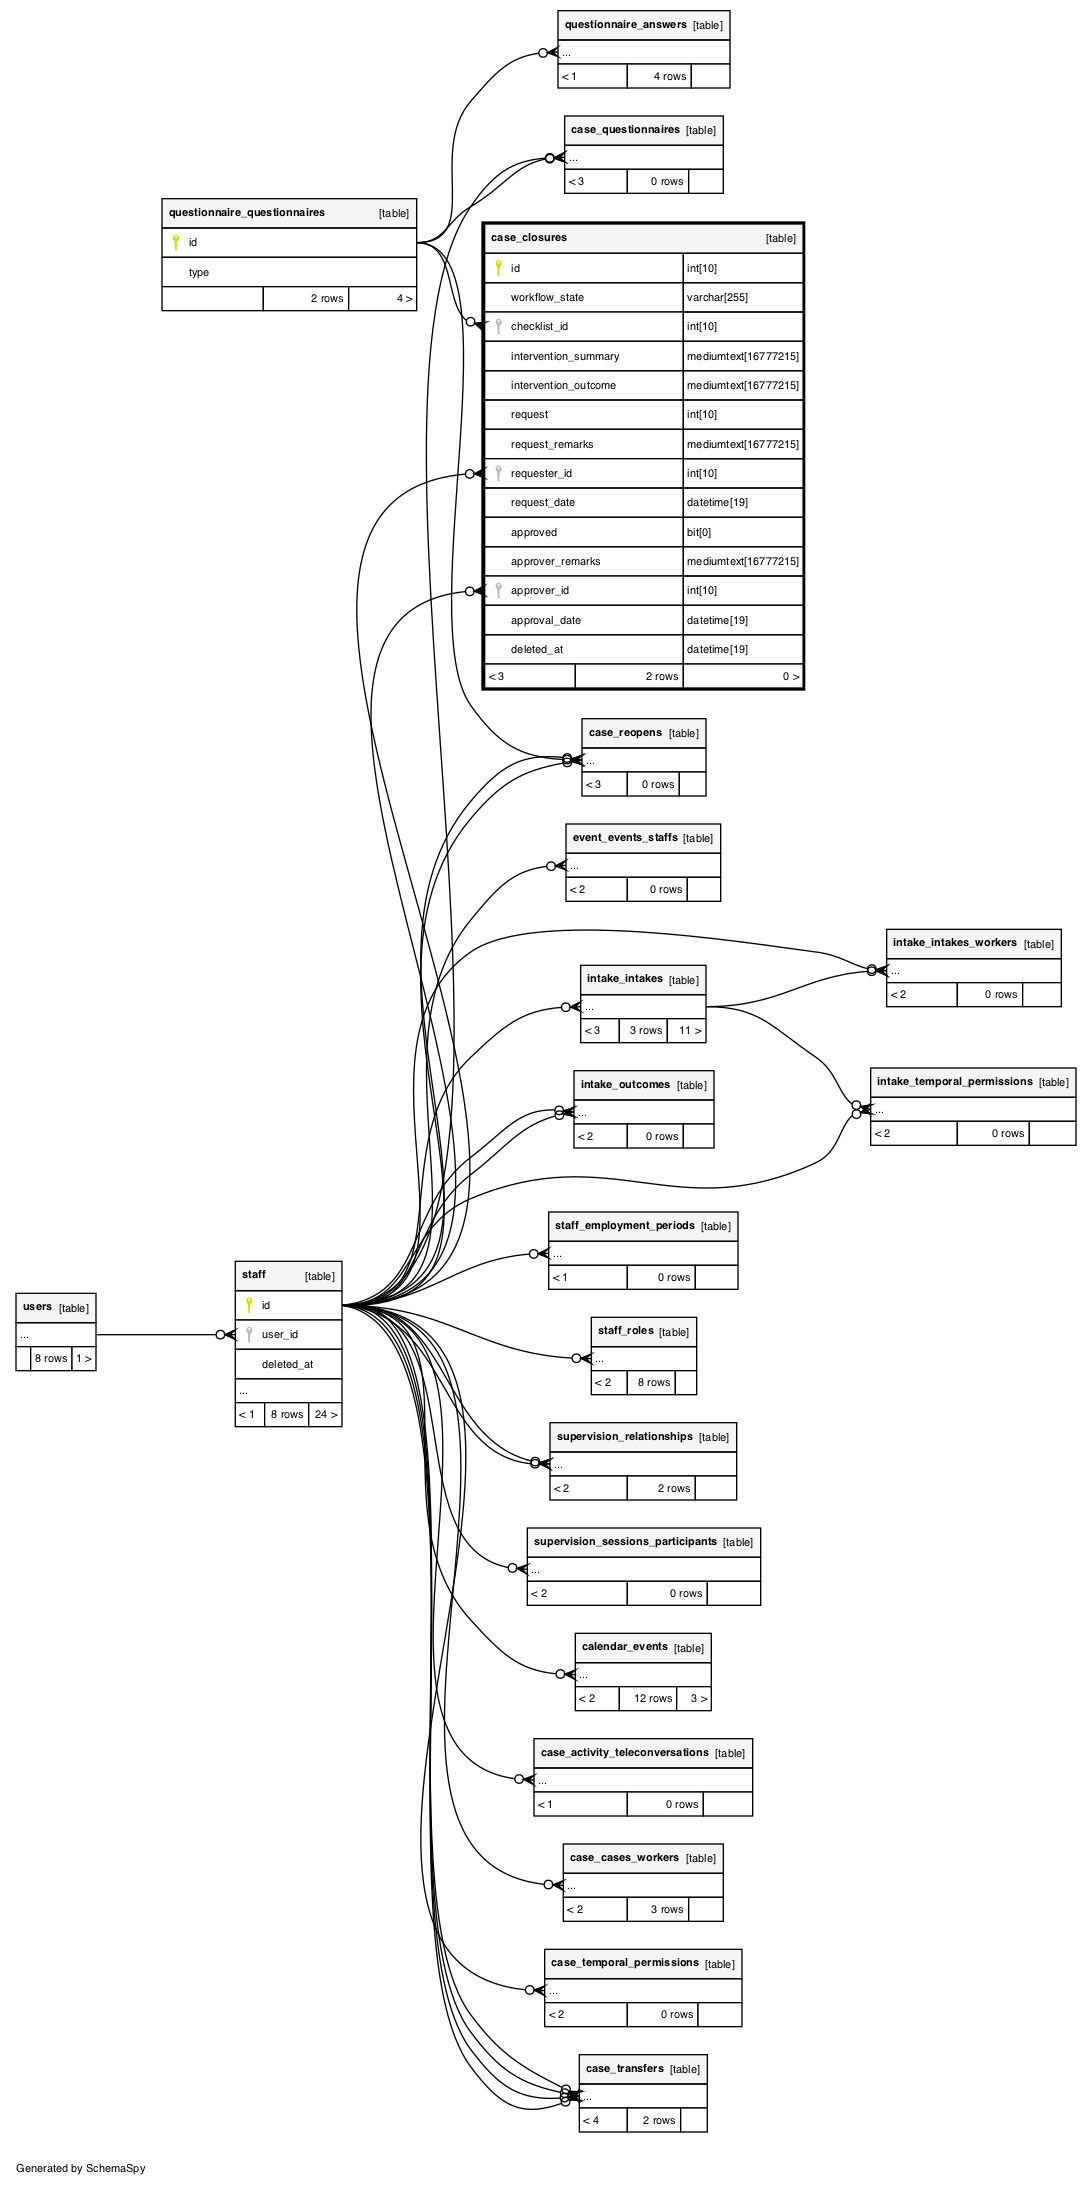 questionnaire_answers [table]
...
< 1 4 rows
case_questionnaires [table]
...
< 3 0 rows
questionnaire_questionnaires [table]
id
type
2 rows 4 >
case_closures [table]
id int[10]
workflow_state varchar[255]
checklist_id int[10]
intervention_summary mediumtext[16777215]
intervention_outcome mediumtext[16777215]
request int[10]
request_remarks mediumtext[16777215]
requester_id int[10]
request_date datetime[19]
approved bit[0]
approver_remarks mediumtext[16777215]
approver_id int[10]
approval_date datetime[19]
deleted_at datetime[19]
< 3 2 rows 0 >
case_reopens [table]
...
< 3 0 rows
event_events_staffs [table]
...
< 2 0 rows
intake_intakes_workers [table]
...
< 2 0 rows
intake_intakes [table]
...
< 3 3 rows 11 >
intake_outcomes [table]
...
< 2 0 rows
intake_temporal_permissions [table]
...
< 2 0 rows
staff_employment_periods [table]
...
< 1 0 rows
users [table]
...
8 rows 1 >
staff [table]
id
user_id
deleted_at
...
< 1 8 rows 24 >
staff_roles [table]
...
< 2 8 rows
supervision_relationships [table]
...
< 2 2 rows
supervision_sessions_participants [table]
...
< 2 0 rows
calendar_events [table]
...
< 2 12 rows 3 >
case_activity_teleconversations [table]
...
< 1 0 rows
case_cases_workers [table]
...
< 2 3 rows
case_temporal_permissions [table]
...
< 2 0 rows
case_transfers [table]
...
< 4 2 rows
Generated by SchemaSpy